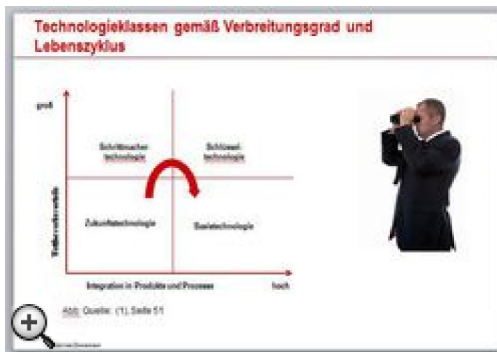 Technologieklassen gemäß Verbreitungsgrad und
Lebenszyklus
groß
Schrittmacher-
technologie
Schlüssel-
technologie
Zukunftstechnologie
Basistechnologie
Integration in Produkte und Prozesse
hoch
Abb: Quelle: (1), Seite 51